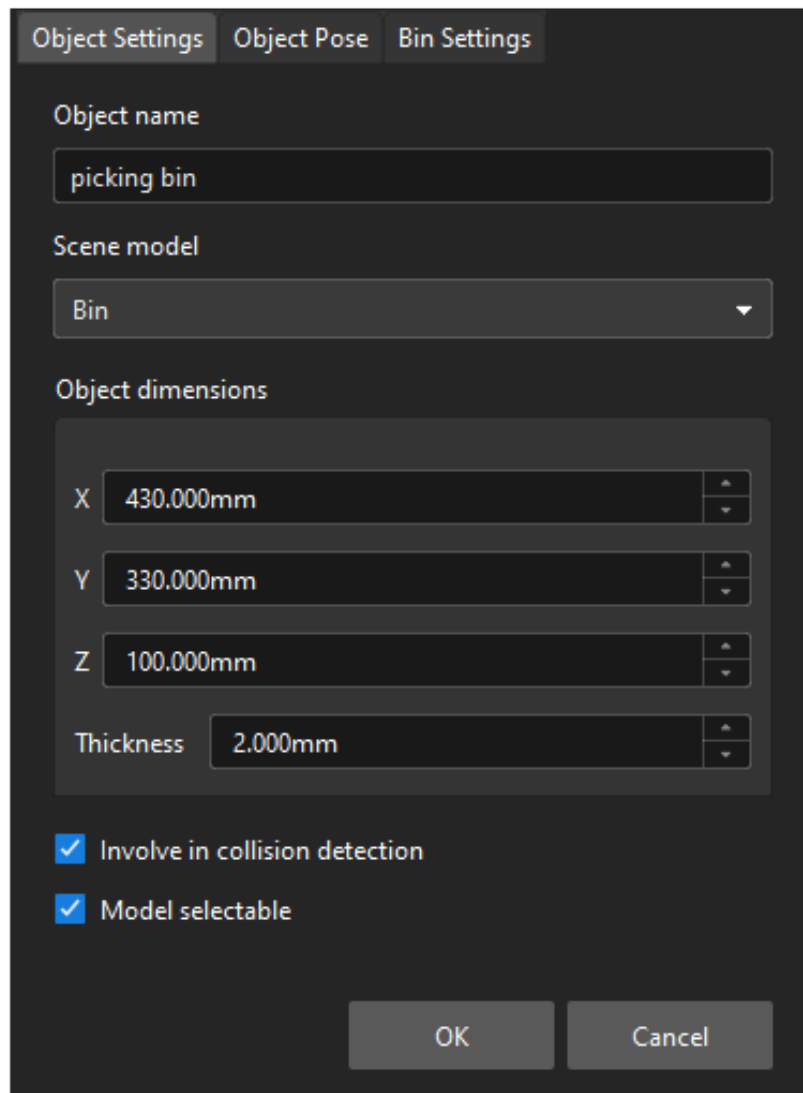 Object Settings Object Pose Bin Settings
Object name
picking bin
Scene model
Bin
Object dimensions
X 430.000mm
Y 330.000mm
Z 100.000mm
Thickness 2.000mm
Involve in collision detection
Model selectable
OK Cancel